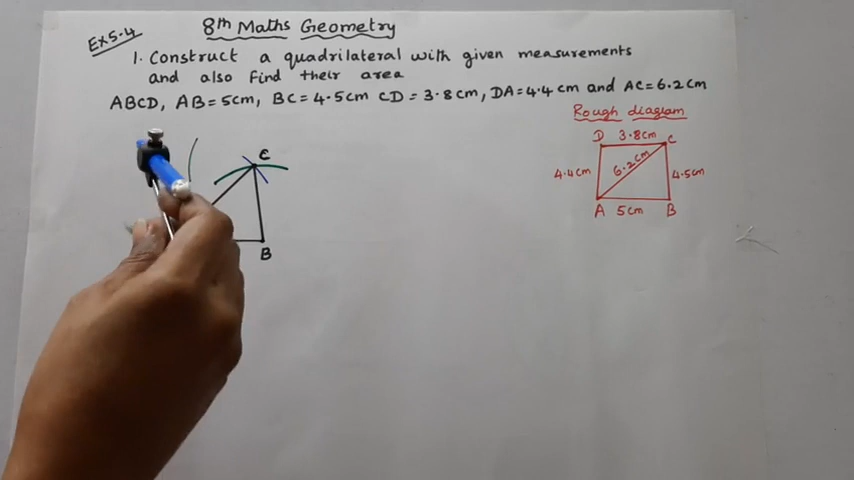 8th Maths Geometry
Ex 5.4
1. Construct a quadrilateral with given measurements
and also find their area
ABCD, AB = 5cm, BC = 4.5cm CD = 3.8cm, DA = 4.4 cm and AC = 6.2cm
Rough diagram
D 3.8cm C
4.4cm 6.2cm 4.5cm
A 5cm B
C
B